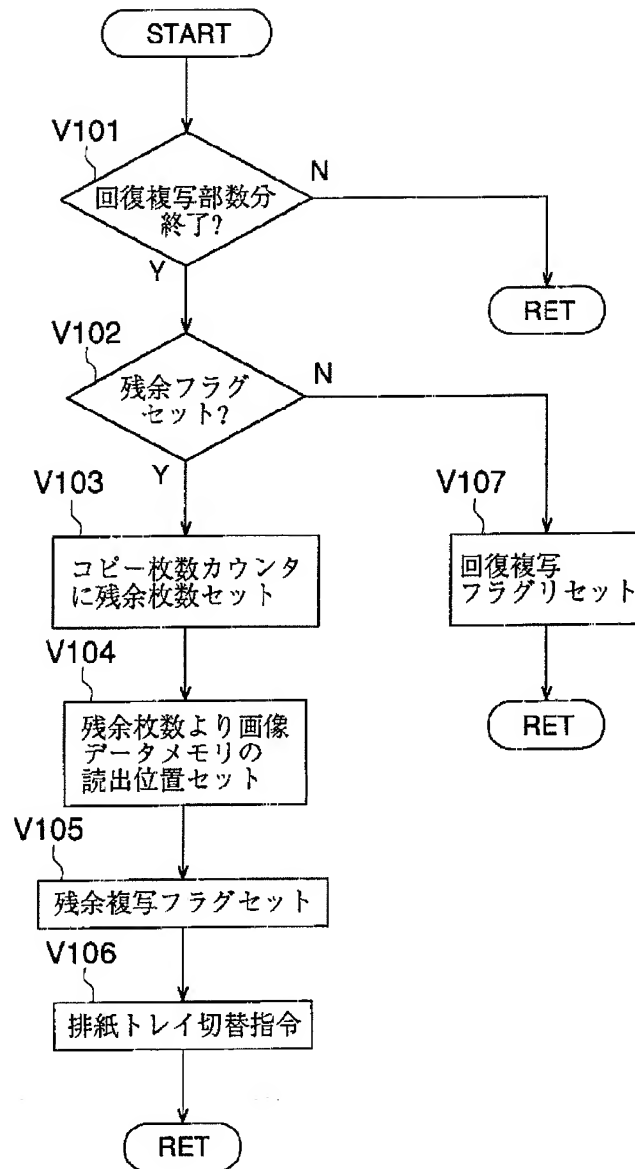 START
V101
回復複写部数分
終了?
N
Y
RET
V102
残余フラグ
セット?
N
Y
V103
コピー枚数カウンタ
に残余枚数セット
V107
回復複写
フラグリセット
RET
V104
残余枚数より画像
データメモリの
読出位置セット
V105
残余複写フラグセット
V106
排紙トレイ切替指令
RET